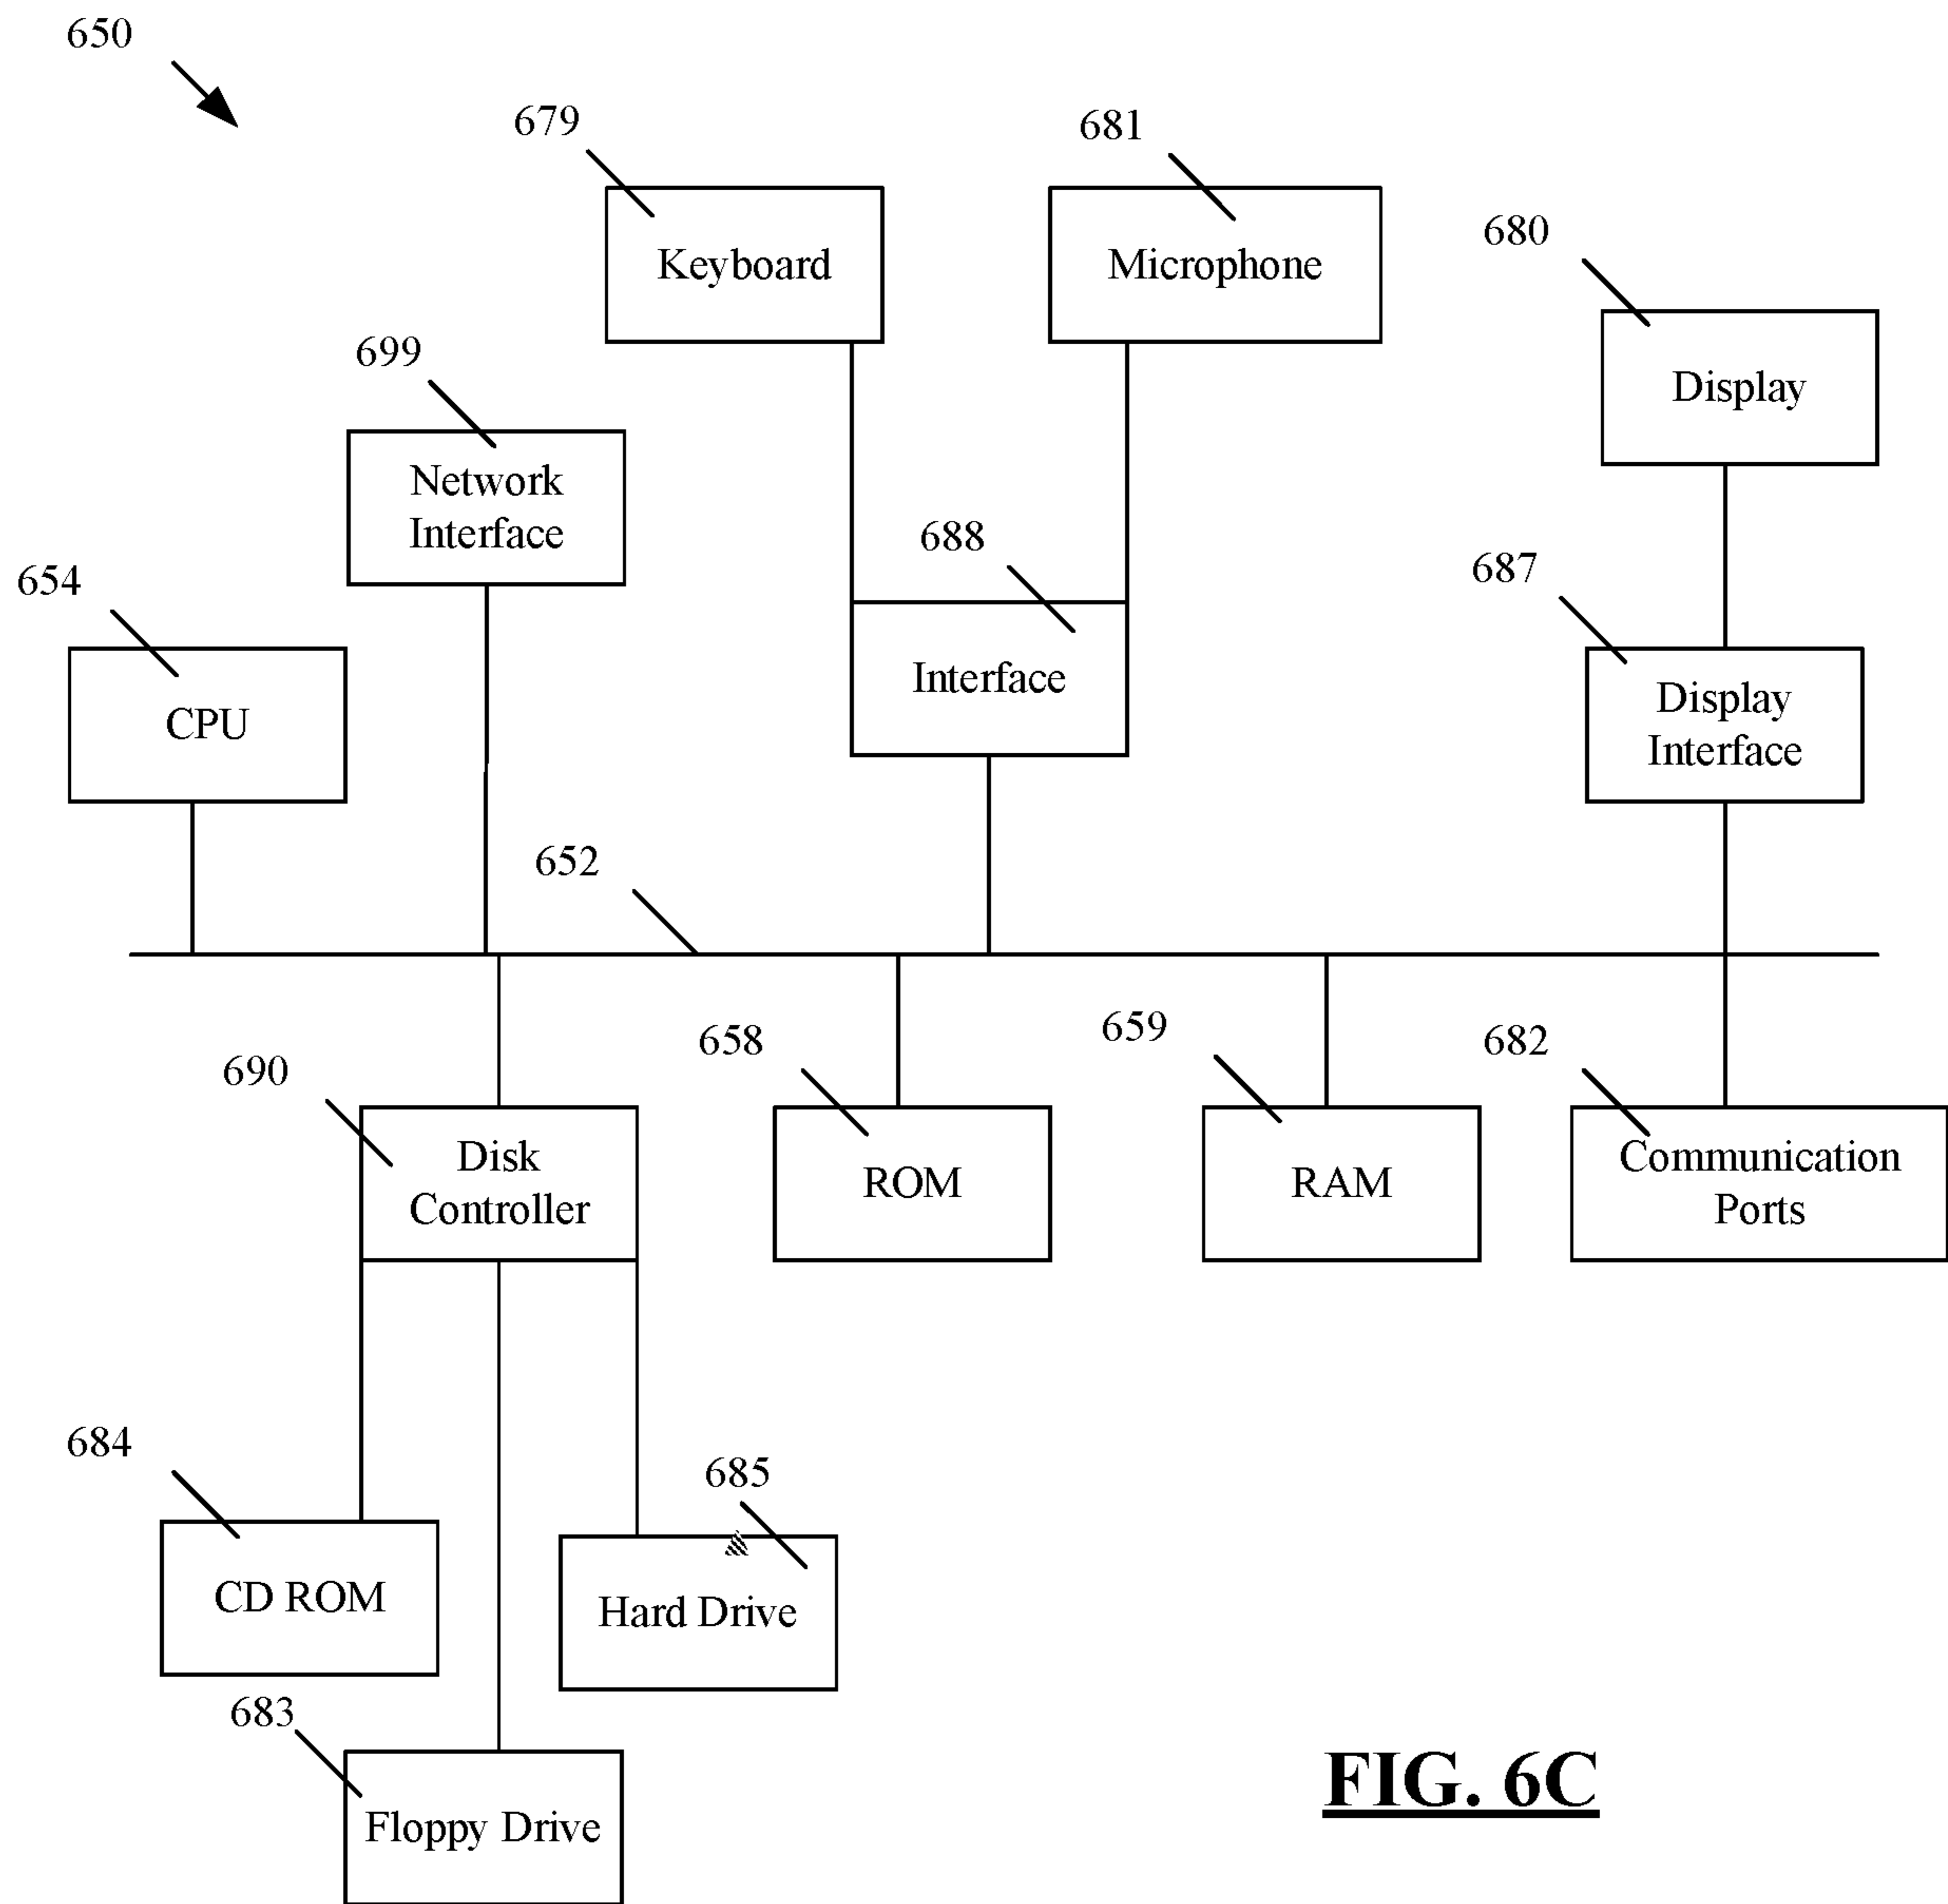 650
679
681
Keyboard
Microphone
680
Display
699
Network
Interface
688
Interface
687
Display
Interface
654
CPU
652
690
Disk
Controller
658
ROM
659
RAM
682
Communication
Ports
684
CD ROM
685
Hard Drive
683
Floppy Drive
FIG. 6C